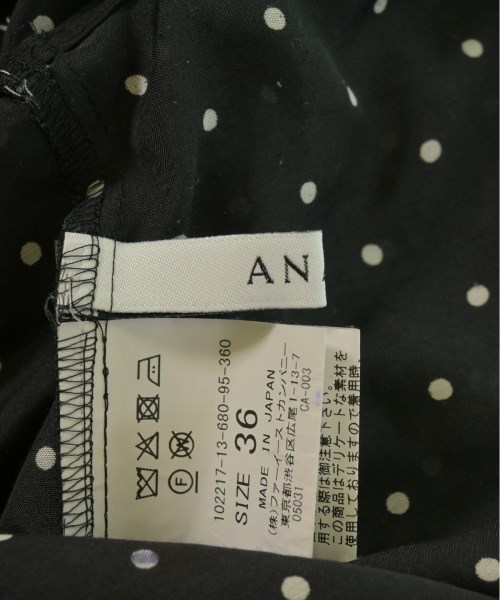 AN
102217-13-680-95-360
SIZE 36
MADE IN JAPAN
(株)ファーイーストカンパニー
東京都渋谷区広尾1-13-7
05031 CA-003
この商品はデリケートな素材を
使用しておりますので着用時、
用する際は御注意下さい。
F